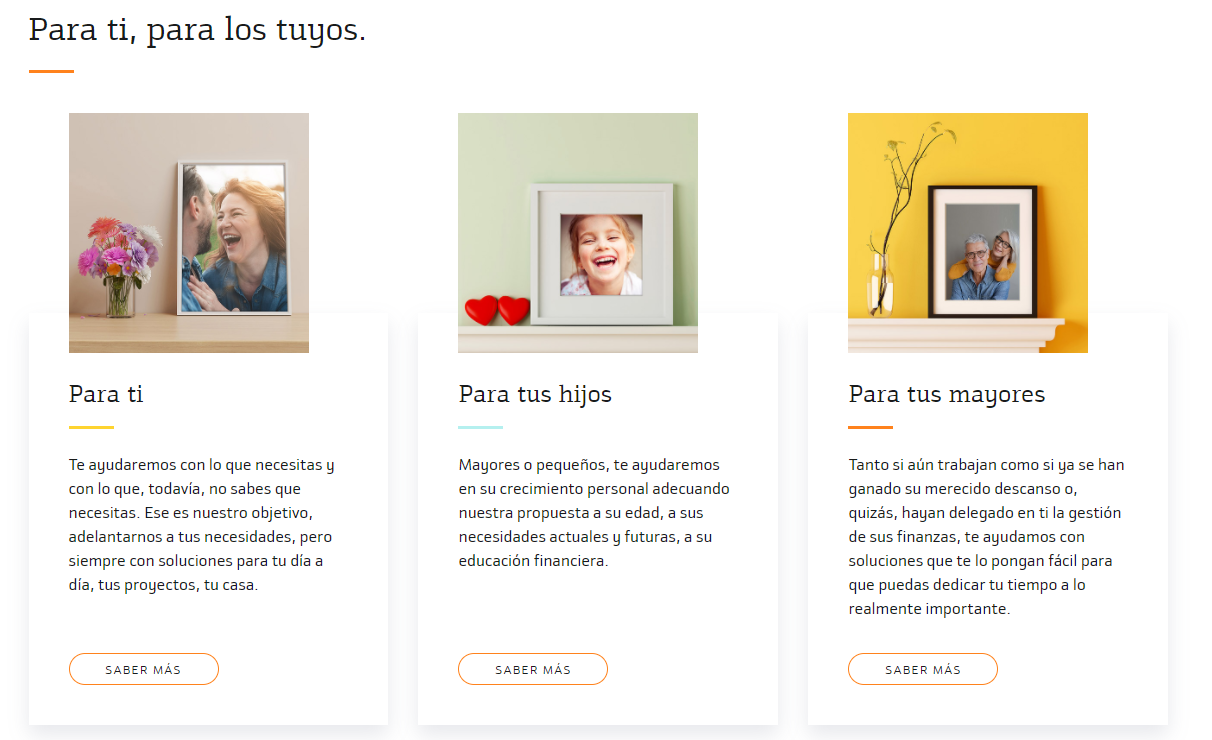 Para ti, para los tuyos.
Para ti
Te ayudaremos con lo que necesitas y
con lo que, todavía, no sabes que
necesitas. Ese es nuestro objetivo,
adelantarnos a tus necesidades, pero
siempre con soluciones para tu día a
día, tus proyectos, tu casa.
SABER MÁS
Para tus hijos
Mayores o pequeños, te ayudaremos
en su crecimiento personal adecuando
nuestra propuesta a su edad, a sus
necesidades actuales y futuras, a su
educación financiera.
SABER MÁS
Para tus mayores
Tanto si aún trabajan como si ya se han
ganado su merecido descanso o,
quizás, hayan delegado en ti la gestión
de sus finanzas, te ayudamos con
soluciones que te lo pongan fácil para
que puedas dedicar tu tiempo a lo
realmente importante.
SABER MÁS